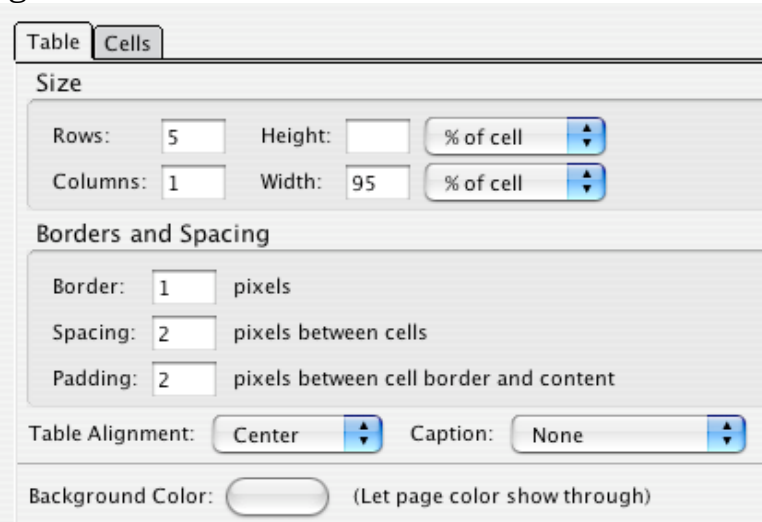 Table Cells
Size
Rows: 5 Height: % of cell
Columns: 1 Width: 95 % of cell
Borders and Spacing
Border: 1 pixels
Spacing: 2 pixels between cells
Padding: 2 pixels between cell border and content
Table Alignment: Center Caption: None
Background Color: (Let page color show through)